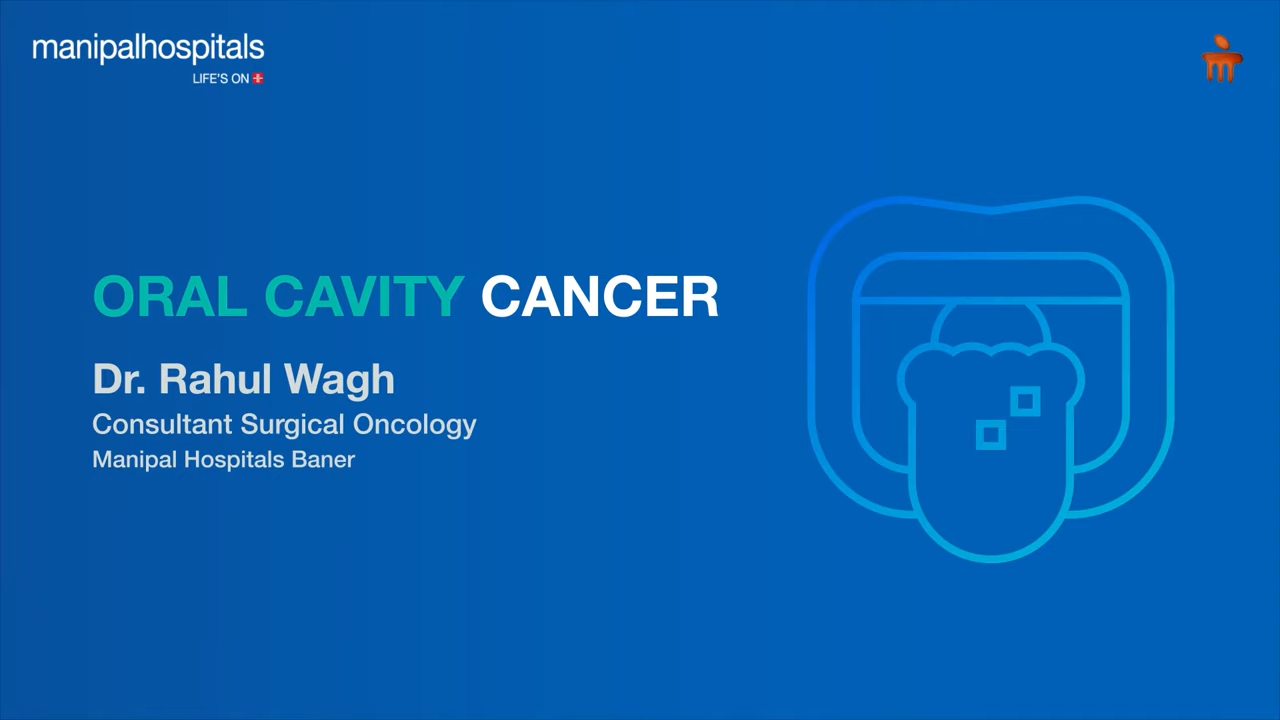 manipalhospitals
LIFE'S ON
ORAL CAVITY CANCER
Dr. Rahul Wagh
Consultant Surgical Oncology
Manipal Hospitals Baner